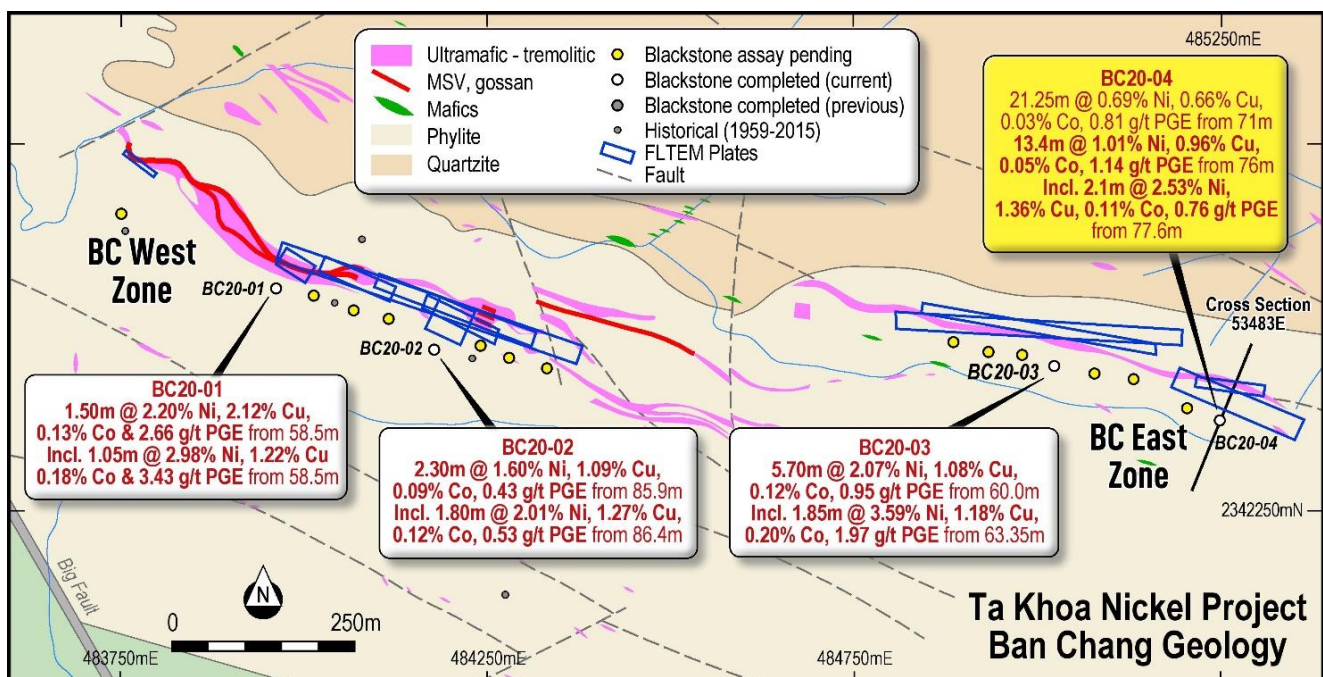 485250mE
Ultramafic - tremolitic
MSV, gossan
Mafics
Phylite
Quartzite
Blackstone assay pending
Blackstone completed (current)
Blackstone completed (previous)
Historical (1959-2015)
FLTEM Plates
Fault
BC20-04
21.25m @ 0.69% Ni, 0.66% Cu,
0.03% Co, 0.81 g/t PGE from 71m
13.4m @ 1.01% Ni, 0.96% Cu,
0.05% Co, 1.14 g/t PGE from 76m
Incl. 2.1m @ 2.53% Ni,
1.36% Cu, 0.11% Co, 0.76 g/t PGE
from 77.6m
BC West
Zone
BC20-01
BC20-02
BC20-03
Cross Section
53483E
BC20-04
BC East
Zone
BC20-01
1.50m @ 2.20% Ni, 2.12% Cu,
0.13% Co & 2.66 g/t PGE from 58.5m
Incl. 1.05m @ 2.98% Ni, 1.22% Cu
0.18% Co & 3.43 g/t PGE from 58.5m
BC20-02
2.30m @ 1.60% Ni, 1.09% Cu,
0.09% Co, 0.43 g/t PGE from 85.9m
Incl. 1.80m @ 2.01% Ni, 1.27% Cu,
0.12% Co, 0.53 g/t PGE from 86.4m
BC20-03
5.70m @ 2.07% Ni, 1.08% Cu,
0.12% Co, 0.95 g/t PGE from 60.0m
Incl. 1.85m @ 3.59% Ni, 1.18% Cu,
0.20% Co, 1.97 g/t PGE from 63.35m
2342250mN
Big Fault
N
0 250m
483750mE
484250mE
484750mE
Ta Khoa Nickel Project
Ban Chang Geology